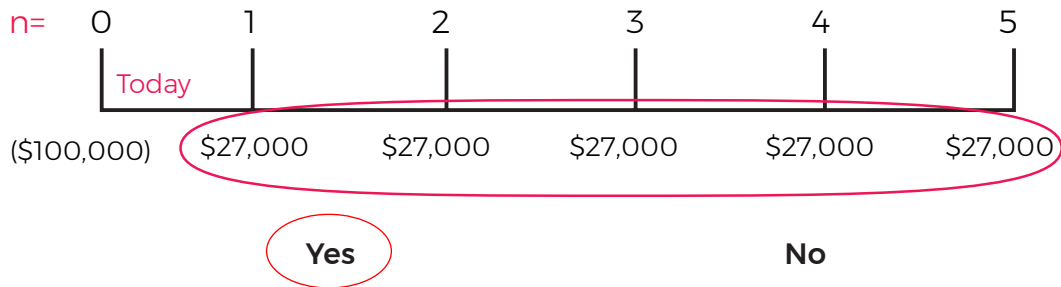 n= 0 1 2 3 4 5
Today
($100,000) $27,000 $27,000 $27,000 $27,000 $27,000
Yes No